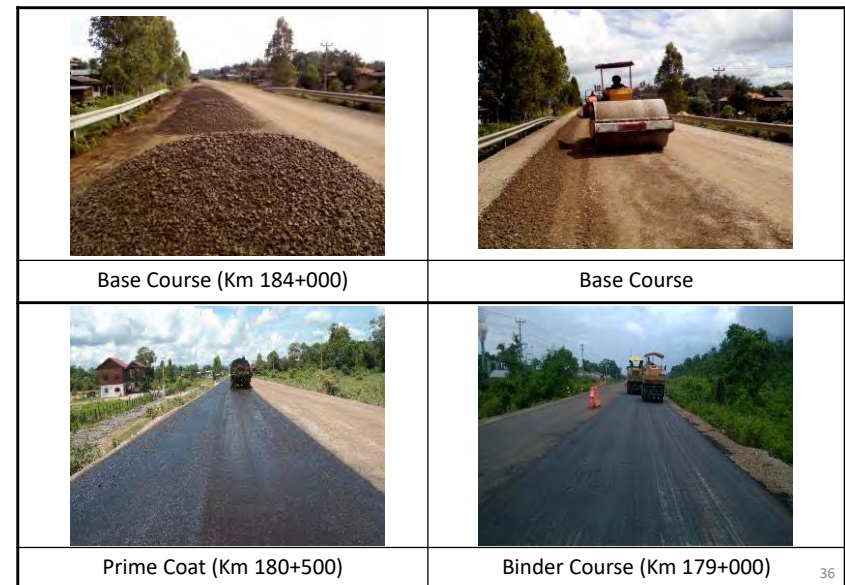 Base Course (Km 184+000)
Base Course
Prime Coat (Km 180+500)
Binder Course (Km 179+000)
36